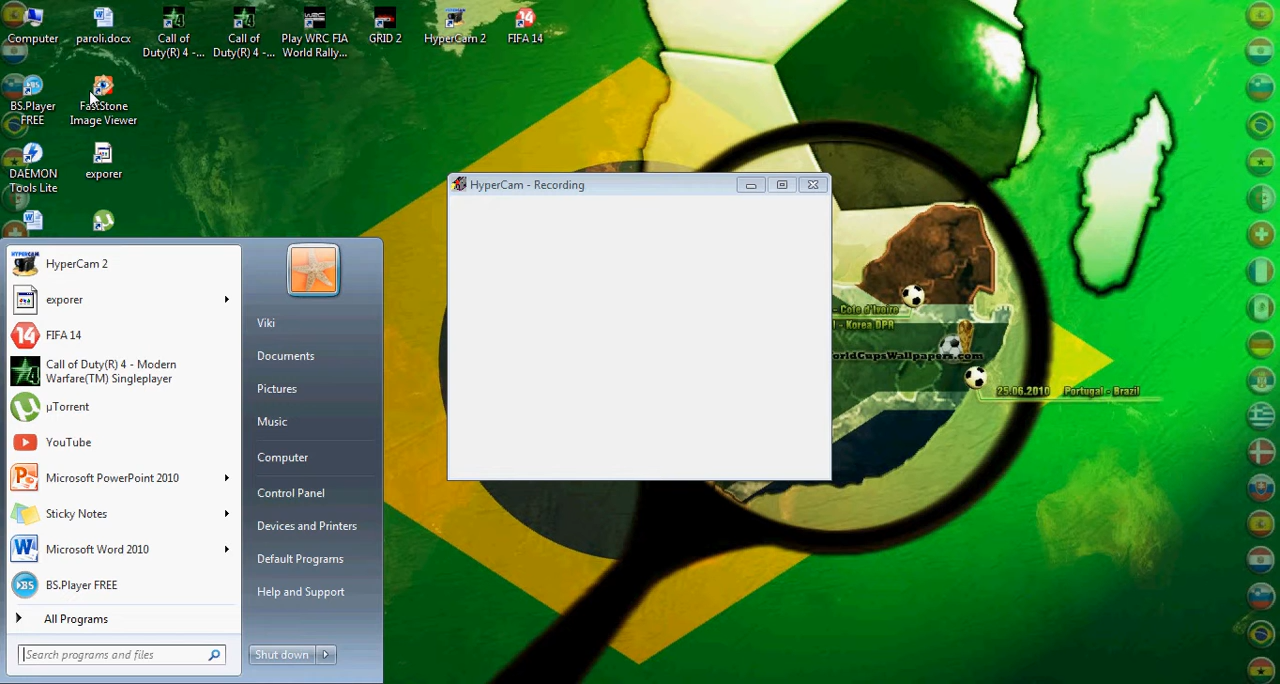 Computer
paroli.docx
Call of
Duty(R) 4 -...
Call of
Duty(R) 4 -...
Play WRC FIA
World Rally...
GRID 2
HyperCam 2
FIFA 14
BS.Player
FREE
FastStone
Image Viewer
DAEMON
Tools Lite
exporer
HyperCam - Recording
HyperCam 2
exporer
FIFA 14
Call of Duty(R) 4 - Modern
Warfare(TM) Singleplayer
µTorrent
YouTube
Microsoft PowerPoint 2010
Sticky Notes
Microsoft Word 2010
BS.Player FREE
All Programs
Search programs and files
Viki
Documents
Pictures
Music
Computer
Control Panel
Devices and Printers
Default Programs
Help and Support
Shut down
- Cote d'Ivoire
- Korea DPR
orldCupsWallpapers.com
25.06.2010 Portugal - Brazil